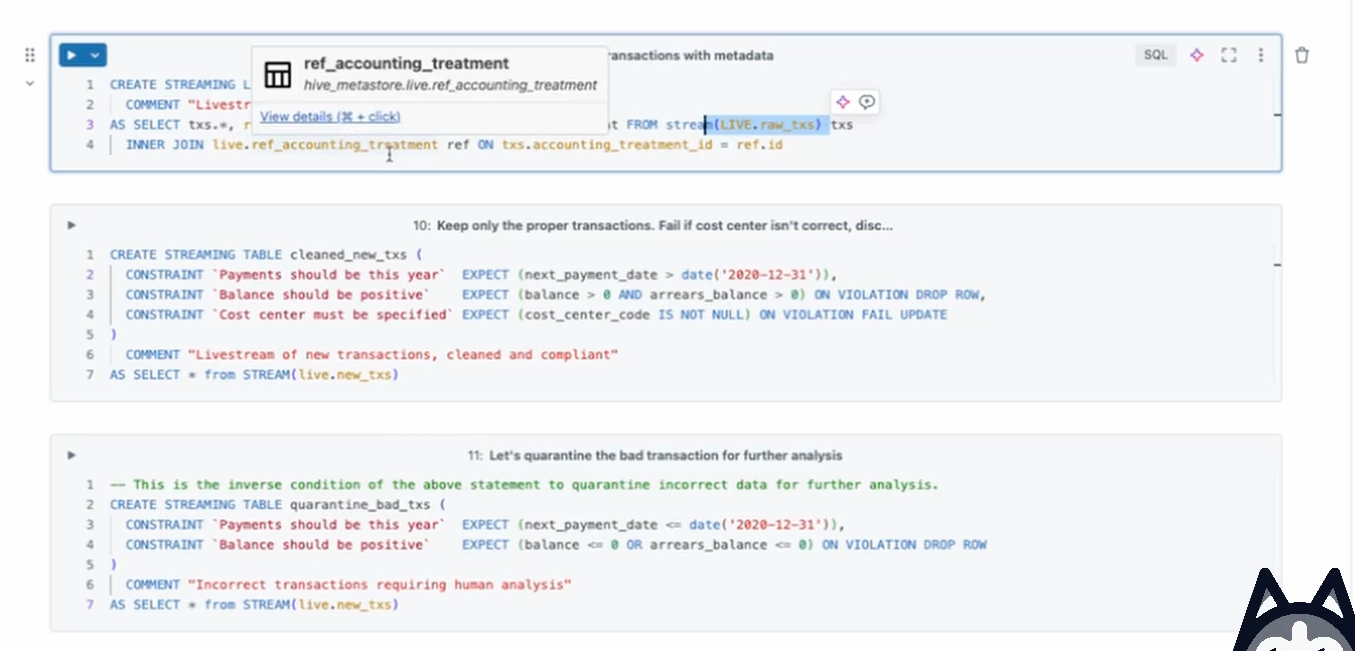 ransactions with metadata
SQL
ref_accounting_treatment
hive_metastore.live.ref_accounting_treatment
View details (⌘ + click)
1 CREATE STREAMING L
2 COMMENT "Livestr
3 AS SELECT txs.*, r t FROM stream(LIVE.raw_txs) txs
4 INNER JOIN live.ref_accounting_treatment ref ON txs.accounting_treatment_id = ref.id
10: Keep only the proper transactions. Fail if cost center isn't correct, disc...
1 CREATE STREAMING TABLE cleaned_new_txs (
2 CONSTRAINT `Payments should be this year` EXPECT (next_payment_date > date('2020-12-31')),
3 CONSTRAINT `Balance should be positive` EXPECT (balance > 0 AND arrears_balance > 0) ON VIOLATION DROP ROW,
4 CONSTRAINT `Cost center must be specified` EXPECT (cost_center_code IS NOT NULL) ON VIOLATION FAIL UPDATE
5 )
6 COMMENT "Livestream of new transactions, cleaned and compliant"
7 AS SELECT * from STREAM(live.new_txs)
11: Let's quarantine the bad transaction for further analysis
1 -- This is the inverse condition of the above statement to quarantine incorrect data for further analysis.
2 CREATE STREAMING TABLE quarantine_bad_txs (
3 CONSTRAINT `Payments should be this year` EXPECT (next_payment_date <= date('2020-12-31')),
4 CONSTRAINT `Balance should be positive` EXPECT (balance <= 0 OR arrears_balance <= 0) ON VIOLATION DROP ROW
5 )
6 COMMENT "Incorrect transactions requiring human analysis"
7 AS SELECT * from STREAM(live.new_txs)